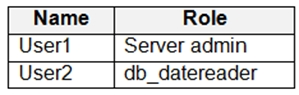 Name Role
User1 Server admin
User2 db_datereader